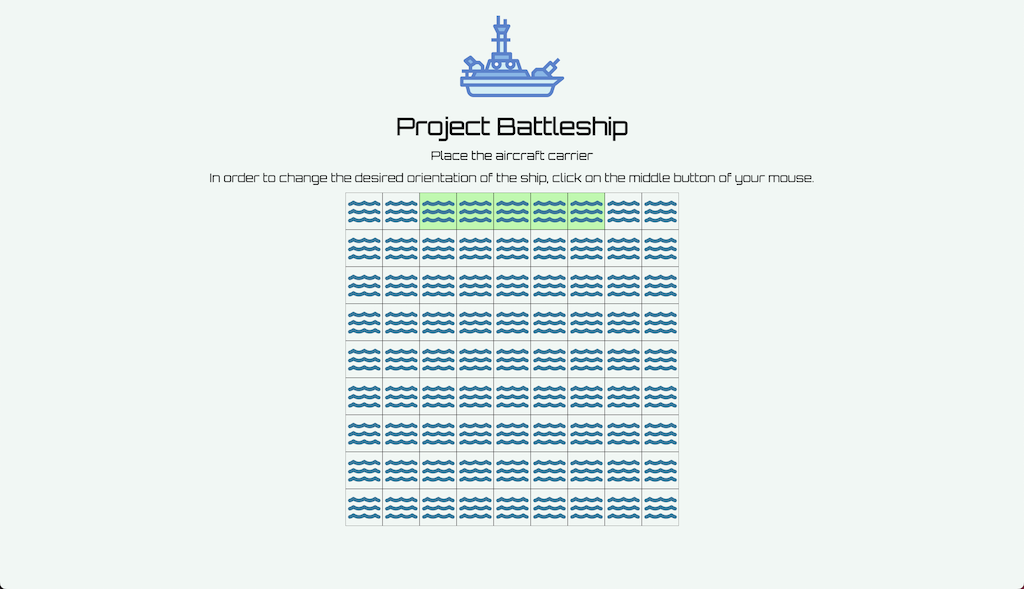 Project Battleship
Place the aircraft carrier
In order to change the desired orientation of the ship, click on the middle button of your mouse.